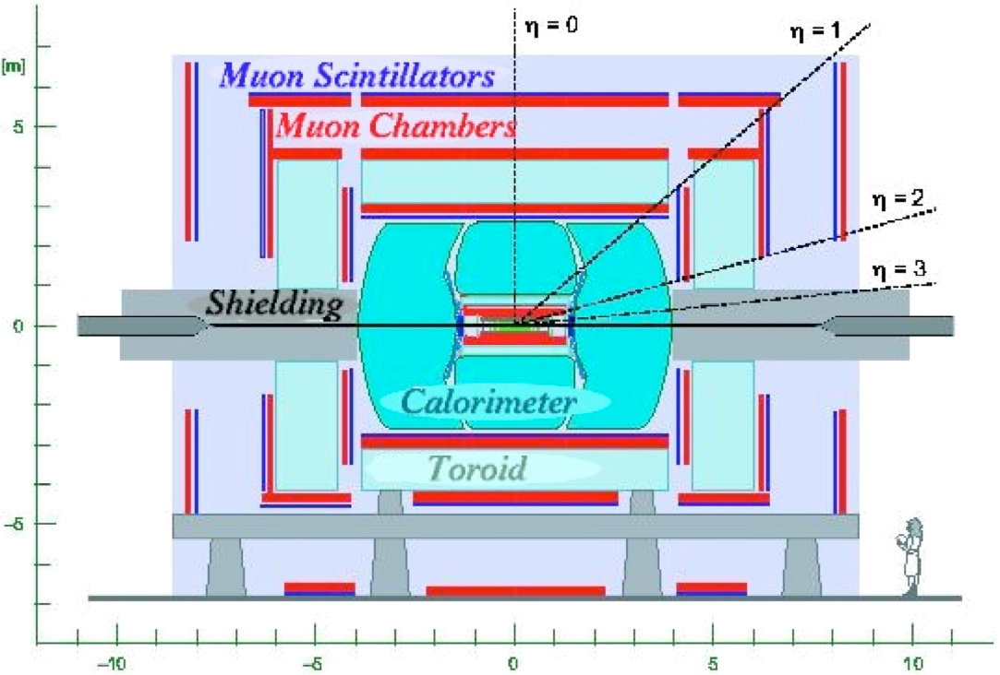 η = 0
η = 1
[m]
Muon Scintillators
5
Muon Chambers
η = 2
η = 3
Shielding
0
Calorimeter
Toroid
–5
–10
–5
0
5
10